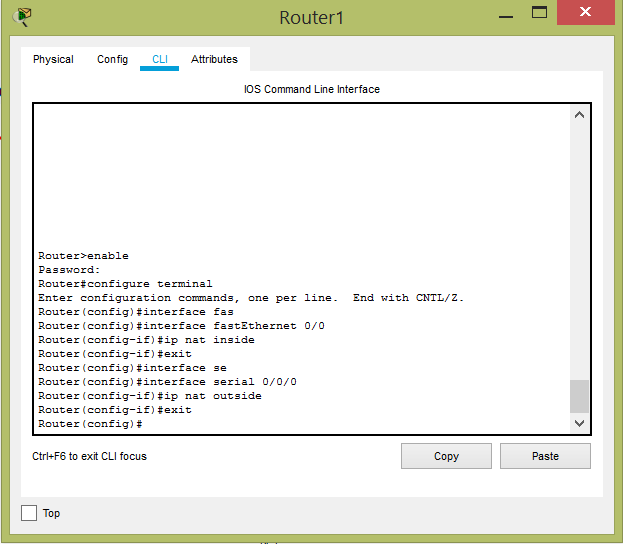 Router1
Physical Config CLI Attributes
IOS Command Line Interface
Router>enable
Password:
Router#configure terminal
Enter configuration commands, one per line.  End with CNTL/Z.
Router(config)#interface fas
Router(config)#interface fastEthernet 0/0
Router(config-if)#ip nat inside
Router(config-if)#exit
Router(config)#interface se
Router(config)#interface serial 0/0/0
Router(config-if)#ip nat outside
Router(config-if)#exit
Router(config)#
Ctrl+F6 to exit CLI focus Copy Paste
Top